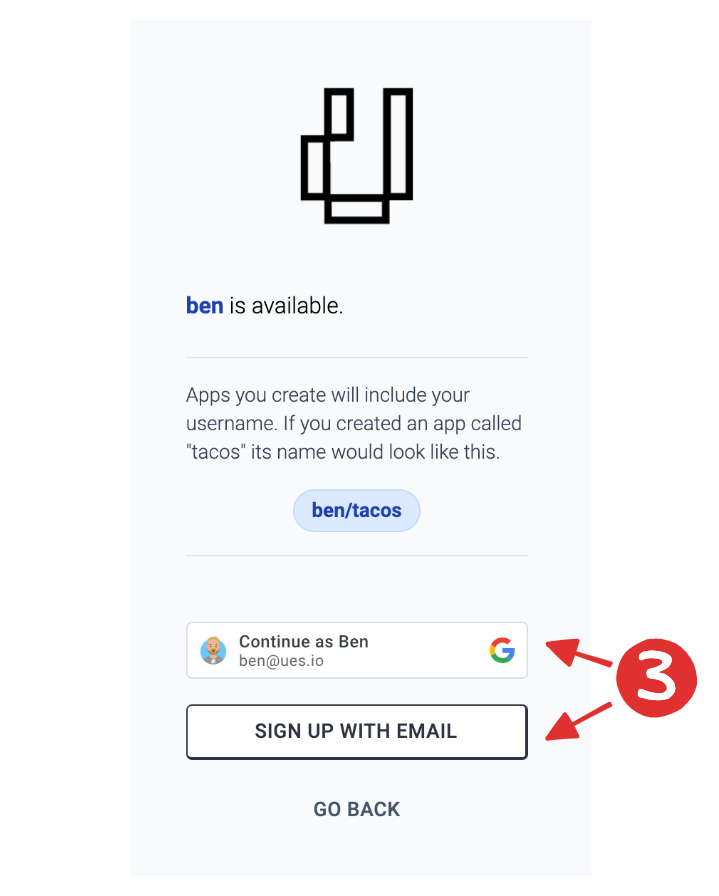 ben is available.
Apps you create will include your
username. If you created an app called
"tacos" its name would look like this.
ben/tacos
Continue as Ben
ben@ues.io
3
SIGN UP WITH EMAIL
GO BACK